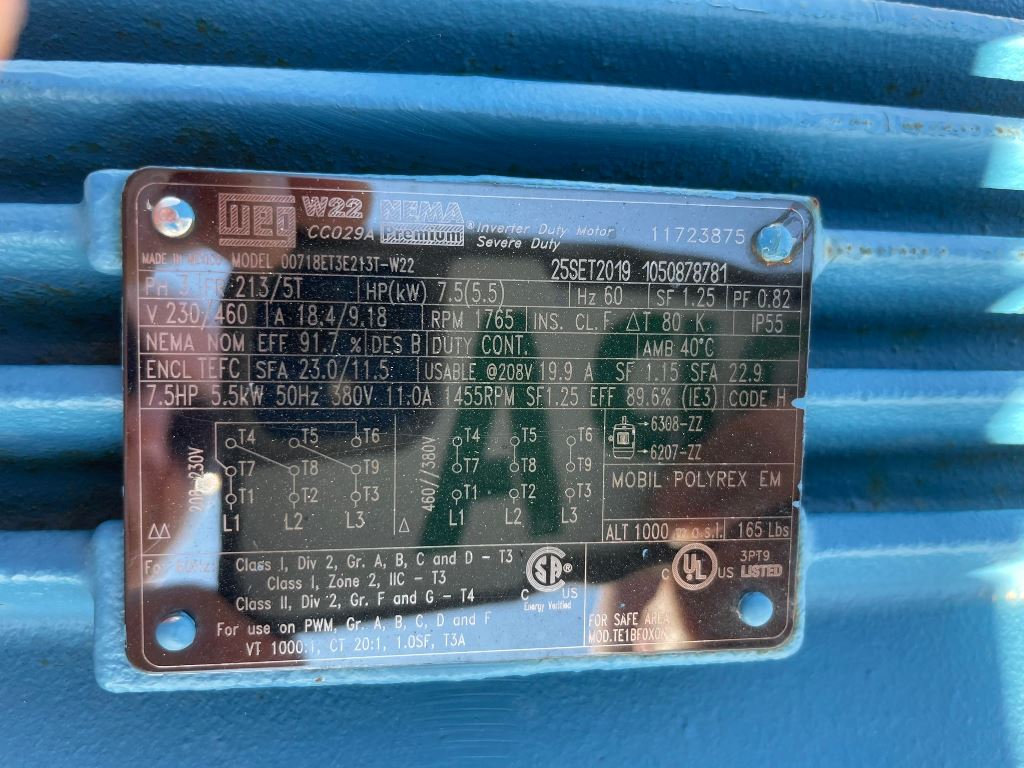 WEG W22 NEMA Premium® Inverter Duty Motor 11723875
CC029A Severe Duty
MADE IN MEXICO MODEL 00718ET3E213T-W22 25SET2019 1050878781
PH 3 FR 213/5T HP(kW) 7.5(5.5) Hz 60 SF 1.25 PF 0.82
V 230/460 A 18.4/9.18 RPM 1765 INS. CL.F ΔT 80 K IP55
NEMA NOM EFF 91.7 % DES B DUTY CONT. AMB 40°C
ENCL TEFC SFA 23.0/11.5 USABLE @208V 19.9 A SF 1.15 SFA 22.9
7.5HP 5.5kW 50Hz 380V 11.0A 1455RPM SF1.25 EFF 89.6% (IE3) CODE H
208-230V
T4 T5 T6
T7 T8 T9
T1 T2 T3
L1 L2 L3
ΔΔ
460//380V
T4 T5 T6
T7 T8 T9
T1 T2 T3
L1 L2 L3
Δ
6308-ZZ
6207-ZZ
MOBIL POLYREX EM
ALT 1000 m.a.s.l. 165 Lbs
For 60Hz: Class I, Div 2, Gr. A, B, C and D - T3
Class I, Zone 2, IIC - T3
Class II, Div 2, Gr. F and G - T4
For use on PWM, Gr. A, B, C, D and F
VT 1000:1, CT 20:1, 1.0SF, T3A
SA®
C US
Energy Verified
C UL® US
3PT9
LISTED
FOR SAFE AREA